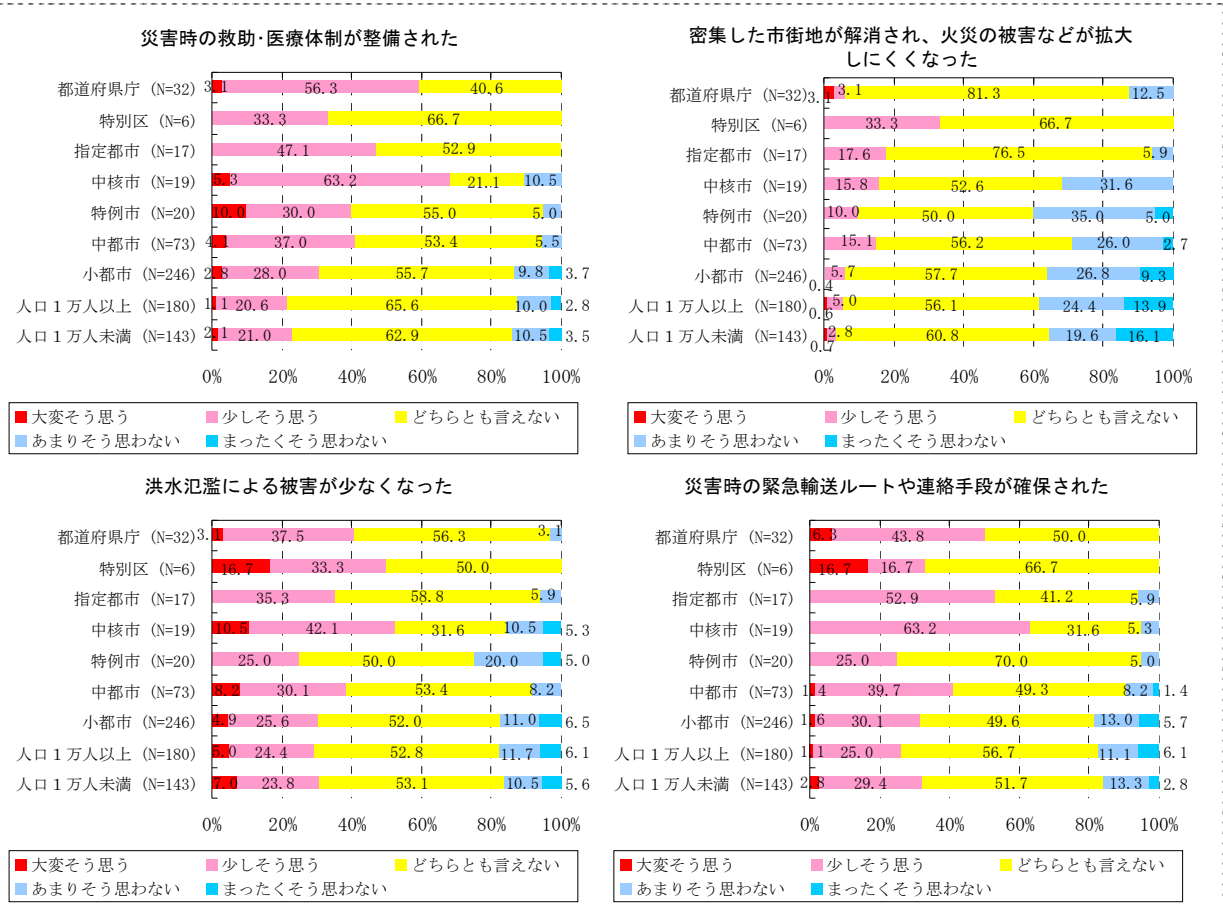 災害時の救助・医療体制が整備された
都道府県庁 (N=32) 3.1 56.3 40.6
特別区 (N=6) 33.3 66.7
指定都市 (N=17) 47.1 52.9
中核市 (N=19) 5.3 63.2 21.1 10.5
特例市 (N=20) 10.0 30.0 55.0 5.0
中都市 (N=73) 4.1 37.0 53.4 5.5
小都市 (N=246) 2.8 28.0 55.7 9.8 3.7
人口1万人以上 (N=180) 1.1 20.6 65.6 10.0 2.8
人口1万人未満 (N=143) 2.1 21.0 62.9 10.5 3.5
0% 20% 40% 60% 80% 100%
■大変そう思う ■少しそう思う ■どちらとも言えない
■あまりそう思わない ■まったくそう思わない
密集した市街地が解消され、火災の被害などが拡大
しにくくなった
都道府県庁 (N=32) 3.1 3.1 81.3 12.5
特別区 (N=6) 33.3 66.7
指定都市 (N=17) 17.6 76.5 5.9
中核市 (N=19) 15.8 52.6 31.6
特例市 (N=20) 10.0 50.0 35.0 5.0
中都市 (N=73) 15.1 56.2 26.0 2.7
小都市 (N=246) 0.4 5.7 57.7 26.8 9.3
人口1万人以上 (N=180) 0.6 5.0 56.1 24.4 13.9
人口1万人未満 (N=143) 0.7 2.8 60.8 19.6 16.1
0% 20% 40% 60% 80% 100%
■大変そう思う ■少しそう思う ■どちらとも言えない
■あまりそう思わない ■まったくそう思わない
洪水氾濫による被害が少なくなった
都道府県庁 (N=32) 3.1 37.5 56.3 3.1
特別区 (N=6) 16.7 33.3 50.0
指定都市 (N=17) 35.3 58.8 5.9
中核市 (N=19) 10.5 42.1 31.6 10.5 5.3
特例市 (N=20) 25.0 50.0 20.0 5.0
中都市 (N=73) 8.2 30.1 53.4 8.2
小都市 (N=246) 4.9 25.6 52.0 11.0 6.5
人口1万人以上 (N=180) 5.0 24.4 52.8 11.7 6.1
人口1万人未満 (N=143) 7.0 23.8 53.1 10.5 5.6
0% 20% 40% 60% 80% 100%
■大変そう思う ■少しそう思う ■どちらとも言えない
■あまりそう思わない ■まったくそう思わない
災害時の緊急輸送ルートや連絡手段が確保された
都道府県庁 (N=32) 6.3 43.8 50.0
特別区 (N=6) 16.7 16.7 66.7
指定都市 (N=17) 52.9 41.2 5.9
中核市 (N=19) 63.2 31.6 5.3
特例市 (N=20) 25.0 70.0 5.0
中都市 (N=73) 1.4 39.7 49.3 8.2 1.4
小都市 (N=246) 1.6 30.1 49.6 13.0 5.7
人口1万人以上 (N=180) 1.1 25.0 56.7 11.1 6.1
人口1万人未満 (N=143) 2.8 29.4 51.7 13.3 2.8
0% 20% 40% 60% 80% 100%
■大変そう思う ■少しそう思う ■どちらとも言えない
■あまりそう思わない ■まったくそう思わない